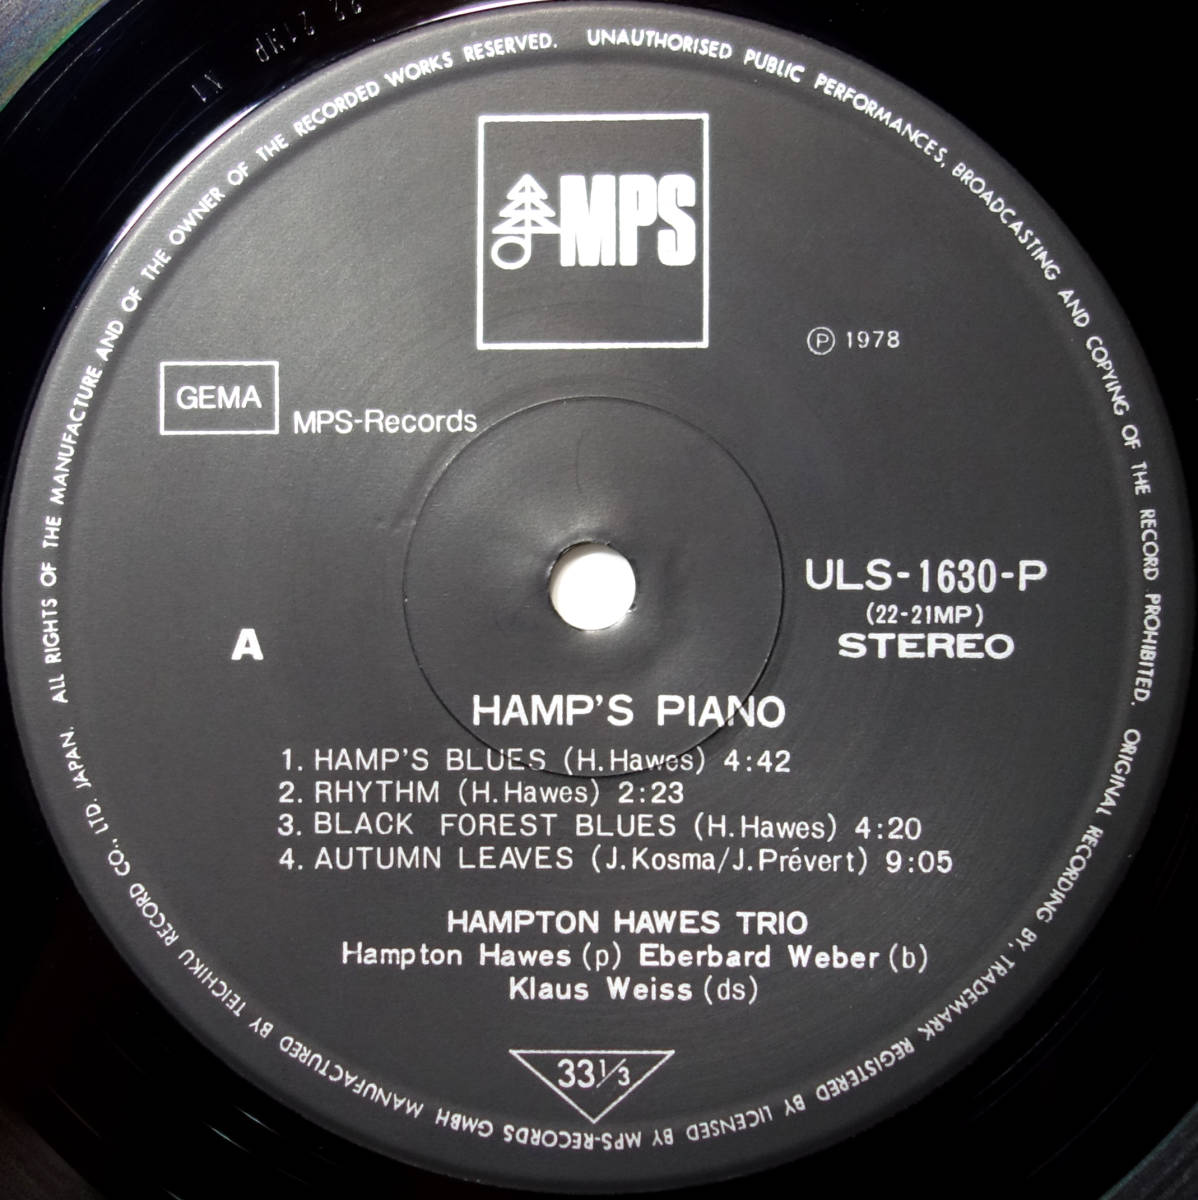 ALL RIGHTS OF THE MANUFACTURE AND OF THE OWNER OF THE RECORDED WORKS RESERVED. UNAUTHORISED PUBLIC PERFORMANCES, BROADCASTING AND COPYING OF THE RECORD PROHIBITED. ORIGINAL RECORDING BY, TRADEMARK REGISTERED BY LICENSED BY MPS-RECORDS GMBH MANUFACTURED BY TEICHIKU RECORD CO., LTD. JAPAN.
MPS
Ⓟ 1978
GEMA
MPS-Records
ULS-1630-P
(22-21MP)
STEREO
A
HAMP'S PIANO
1. HAMP'S BLUES (H. Hawes) 4:42
2. RHYTHM (H. Hawes) 2:23
3. BLACK FOREST BLUES (H. Hawes) 4:20
4. AUTUMN LEAVES (J. Kosma/J. Prévert) 9:05
HAMPTON HAWES TRIO
Hampton Hawes (p) Eberbard Weber (b)
Klaus Weiss (ds)
33 1/3